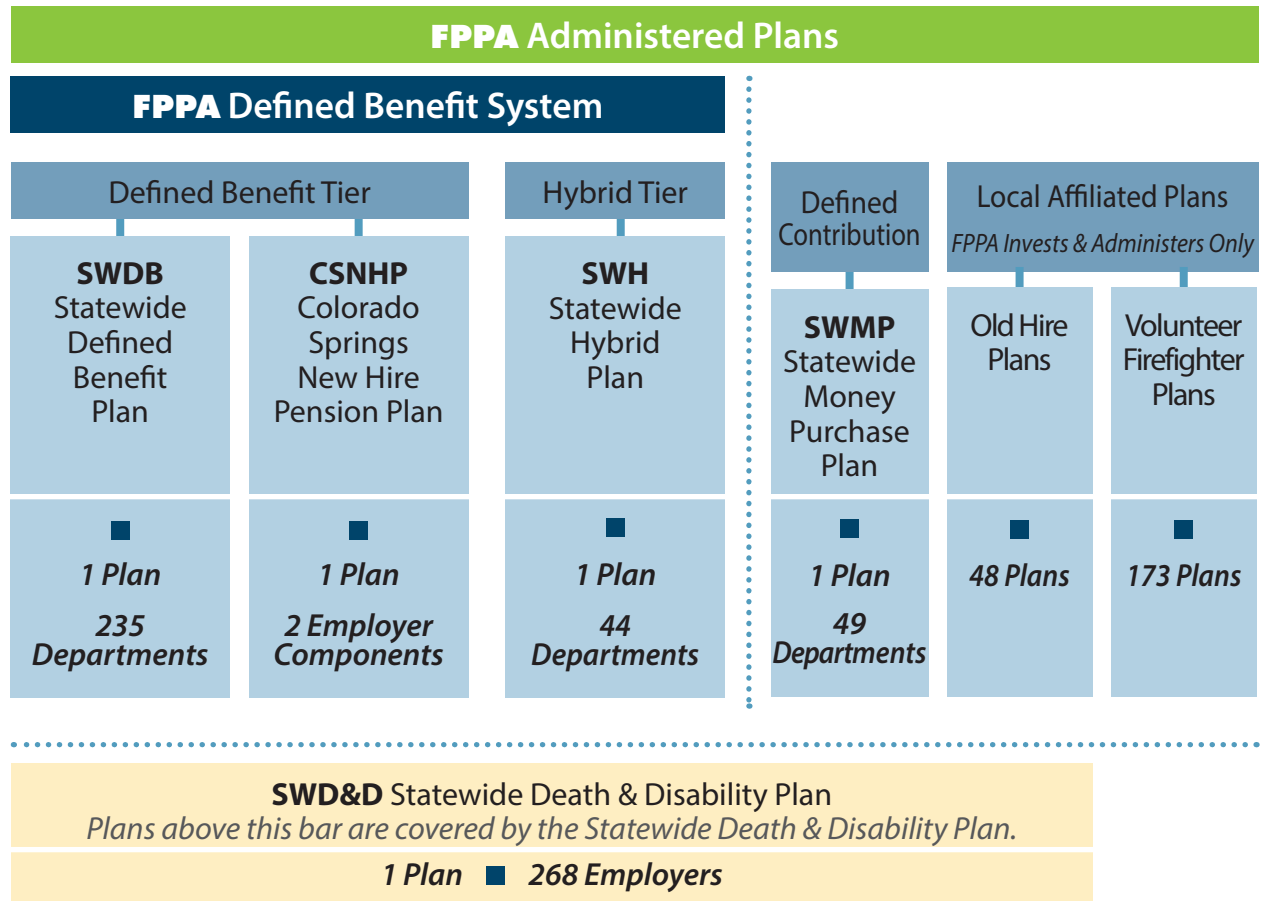 FPPA Administered Plans
FPPA Defined Benefit System
Defined Benefit Tier
SWDB
Statewide
Defined
Benefit
Plan
1 Plan
235
Departments
CSNHP
Colorado
Springs
New Hire
Pension Plan
1 Plan
2 Employer
Components
Hybrid Tier
SWH
Statewide
Hybrid
Plan
1 Plan
44
Departments
Defined
Contribution
SWMP
Statewide
Money
Purchase
Plan
1 Plan
49
Departments
Local Affiliated Plans
FPPA Invests & Administers Only
Old Hire
Plans
48 Plans
Volunteer
Firefighter
Plans
173 Plans
SWD&D Statewide Death & Disability Plan
Plans above this bar are covered by the Statewide Death & Disability Plan.
1 Plan ■ 268 Employers